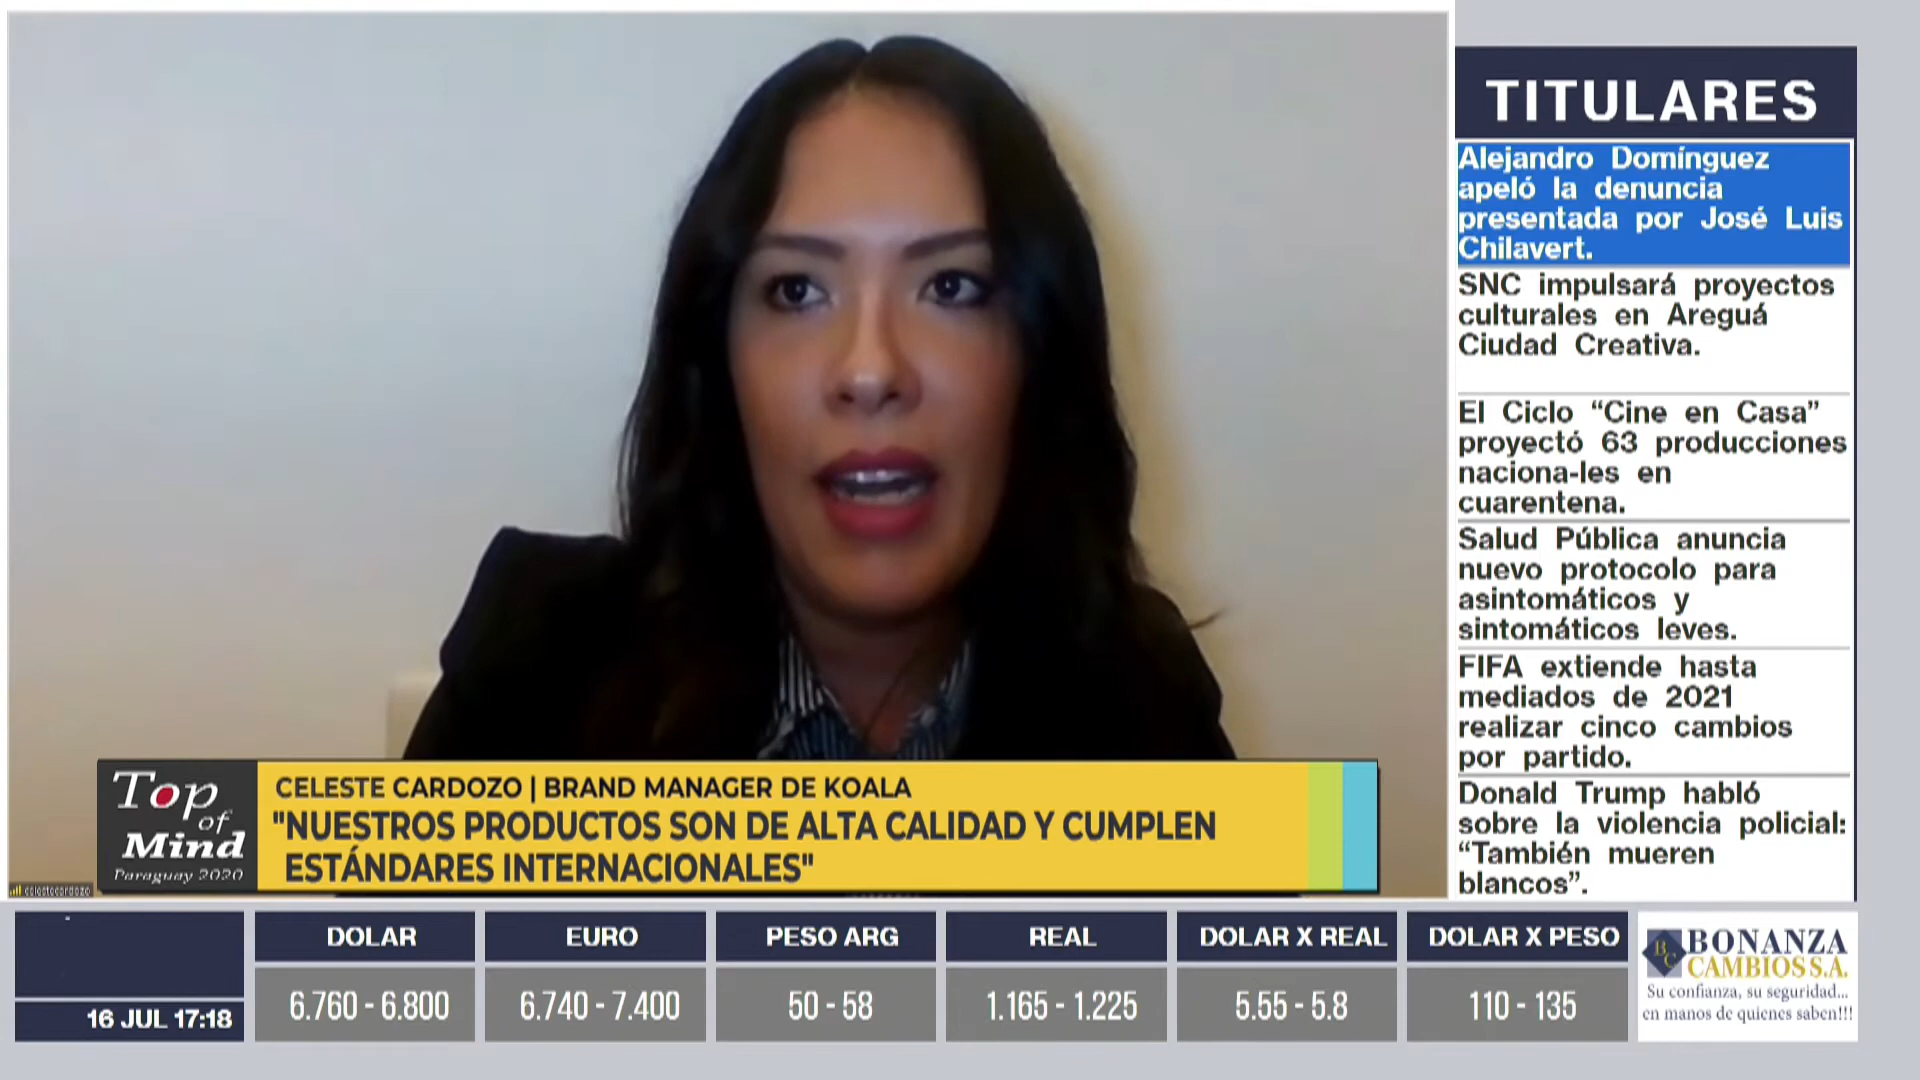 TITULARES
Alejandro Domínguez
apeló la denuncia
presentada por José Luis
Chilavert.
SNC impulsará proyectos
culturales en Areguá
Ciudad Creativa.
El Ciclo “Cine en Casa”
proyectó 63 producciones
naciona-les en
cuarentena.
Salud Pública anuncia
nuevo protocolo para
asintomáticos y
sintomáticos leves.
FIFA extiende hasta
mediados de 2021
realizar cinco cambios
por partido.
Donald Trump habló
sobre la violencia policial:
“También mueren
blancos”.
Top
of
Mind
Paraguay 2020
CELESTE CARDOZO | BRAND MANAGER DE KOALA
"NUESTROS PRODUCTOS SON DE ALTA CALIDAD Y CUMPLEN
ESTÁNDARES INTERNACIONALES"
celestecardozo
16 JUL 17:18
DOLAR
6.760 - 6.800
EURO
6.740 - 7.400
PESO ARG
50 - 58
REAL
1.165 - 1.225
DOLAR X REAL
5.55 - 5.8
DOLAR X PESO
110 - 135
BC
BONANZA
CAMBIOS S.A.
Su confianza, su seguridad...
en manos de quienes saben!!!